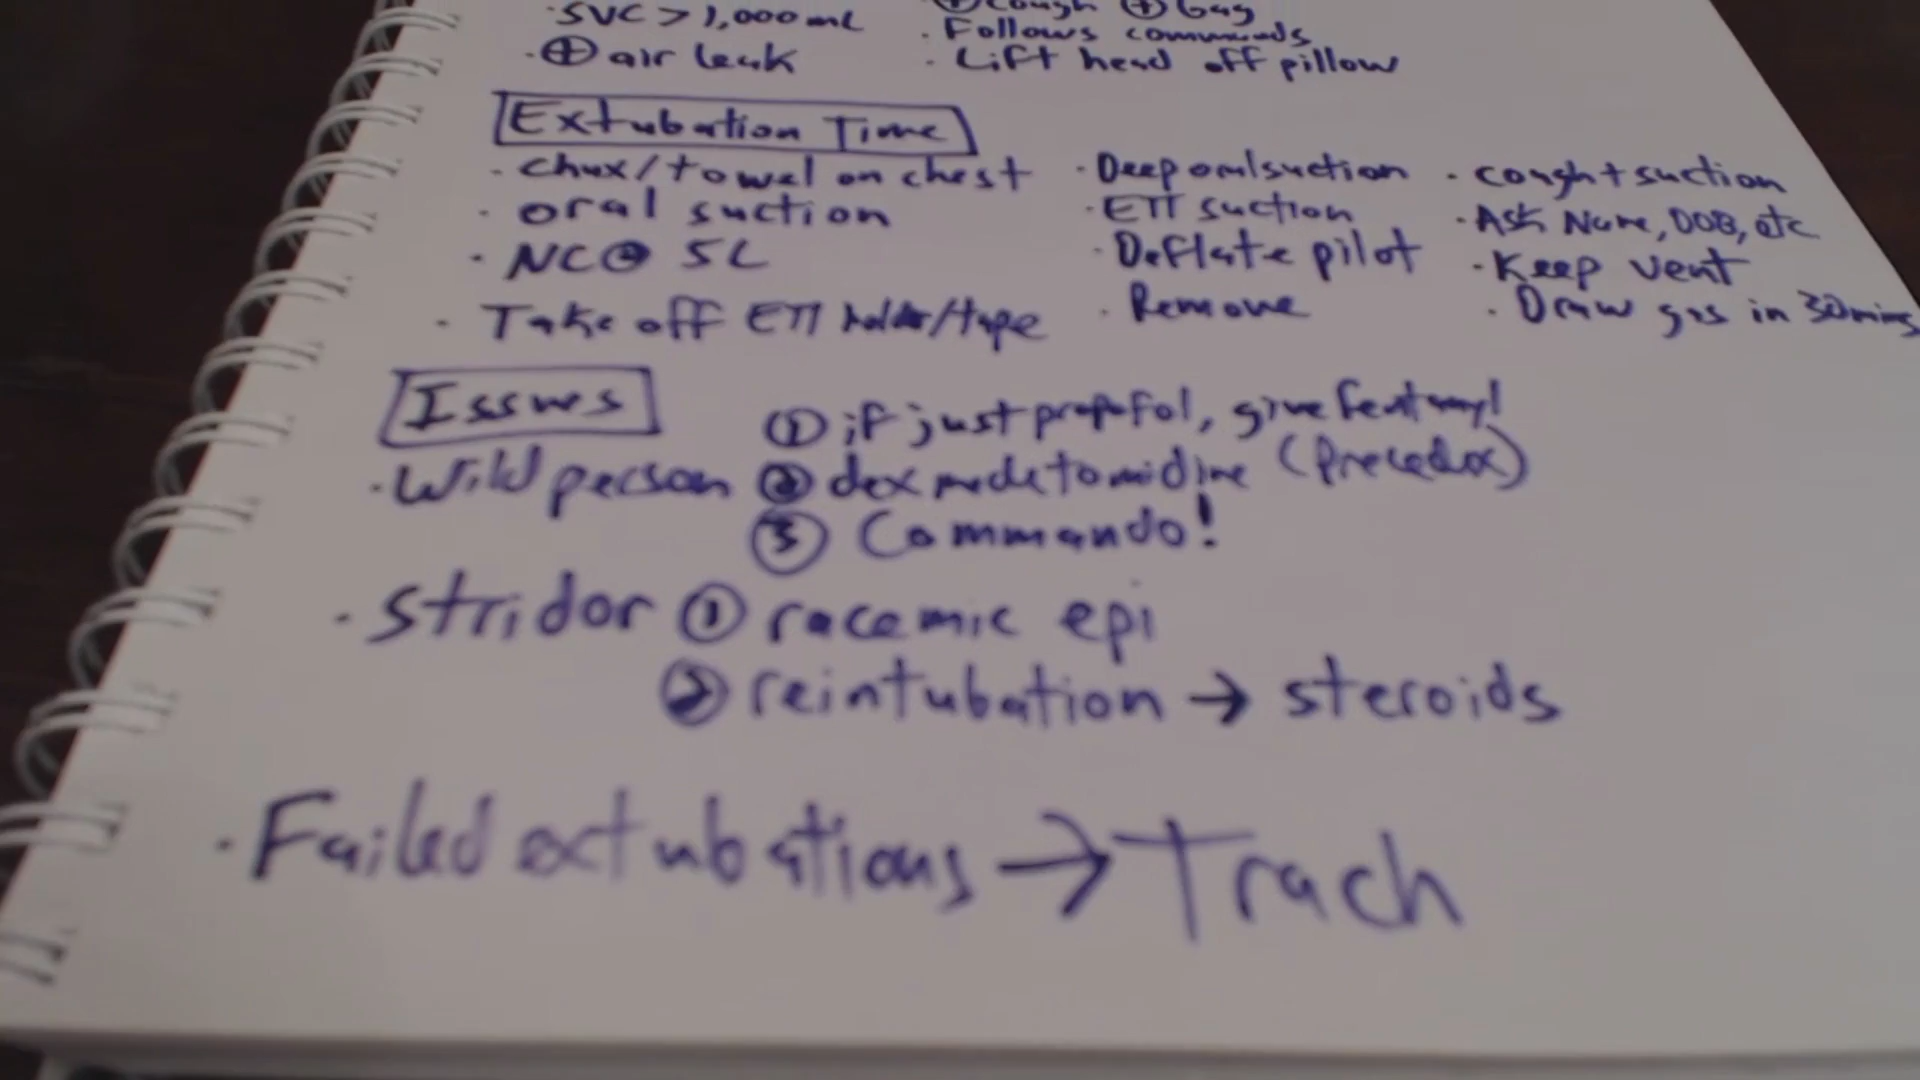 · SVC > 1,000 mL
· ⊕ air leak
⊕ cough ⊕ Gag
· Follows commands
· Lift head off pillow
Extubation Time
· Chux/towel on chest
· oral suction
· NC @ 5L
· Take off ETT holder/tape
· Deep oral suction
· ETT suction
· Deflate pilot
· Remove
· cough + suction
· Ask Name, DOB, etc
· Keep vent
· Draw gas in 30mins
Issues
· Wild person ① if just propofol, give fentanyl
② dexmedetomidine (Precedex)
③ Commando!
· Stridor ① racemic epi
② reintubation → steroids
· Failed extubations → Trach